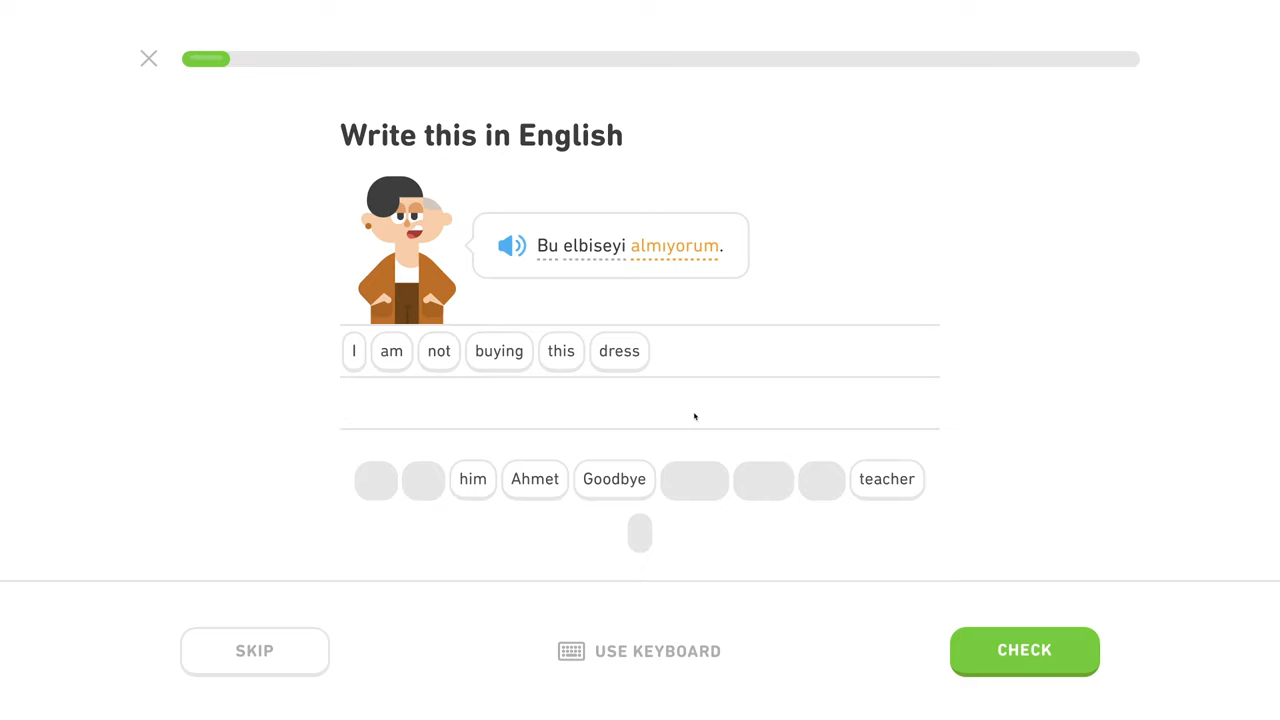 Write this in English
Bu elbiseyi almıyorum.
I am not buying this dress
him Ahmet Goodbye teacher
SKIP USE KEYBOARD CHECK